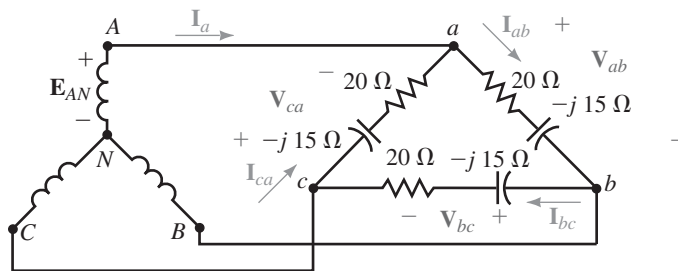 A
I_a
a
I_ab
+
+
E_AN
−
N
C
B
−
20 Ω
V_ca
+
−j 15 Ω
I_ca
c
20 Ω
V_ab
−j 15 Ω
−
20 Ω
−j 15 Ω
b
−
V_bc
+
I_bc